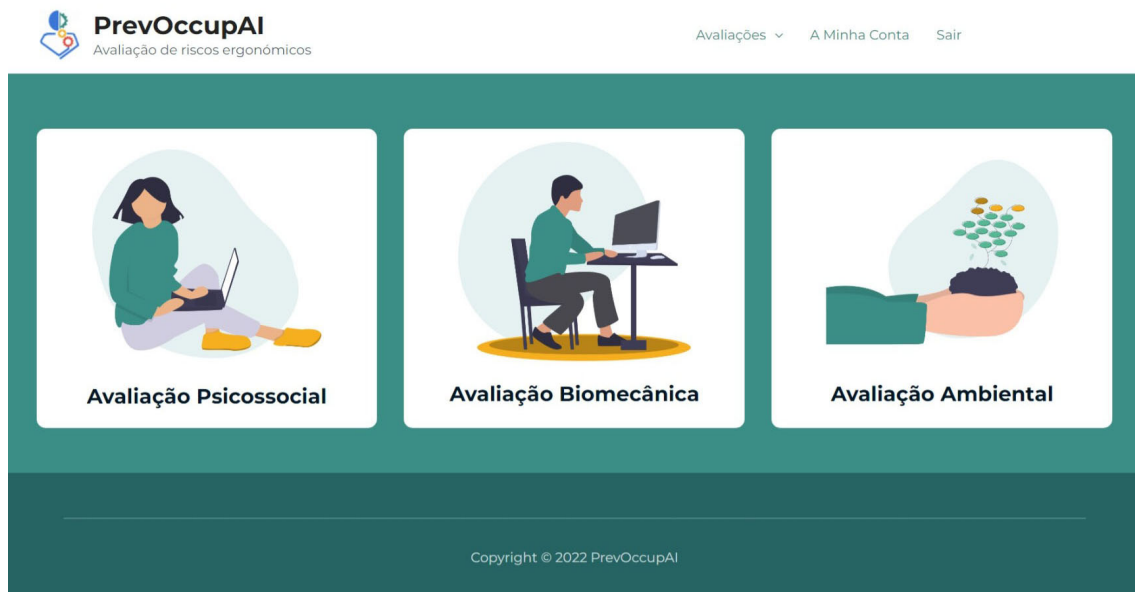 PrevOccupAI
Avaliação de riscos ergonómicos
Avaliações
A Minha Conta
Sair
Avaliação Psicossocial
Avaliação Biomecânica
Avaliação Ambiental
Copyright © 2022 PrevOccupAI